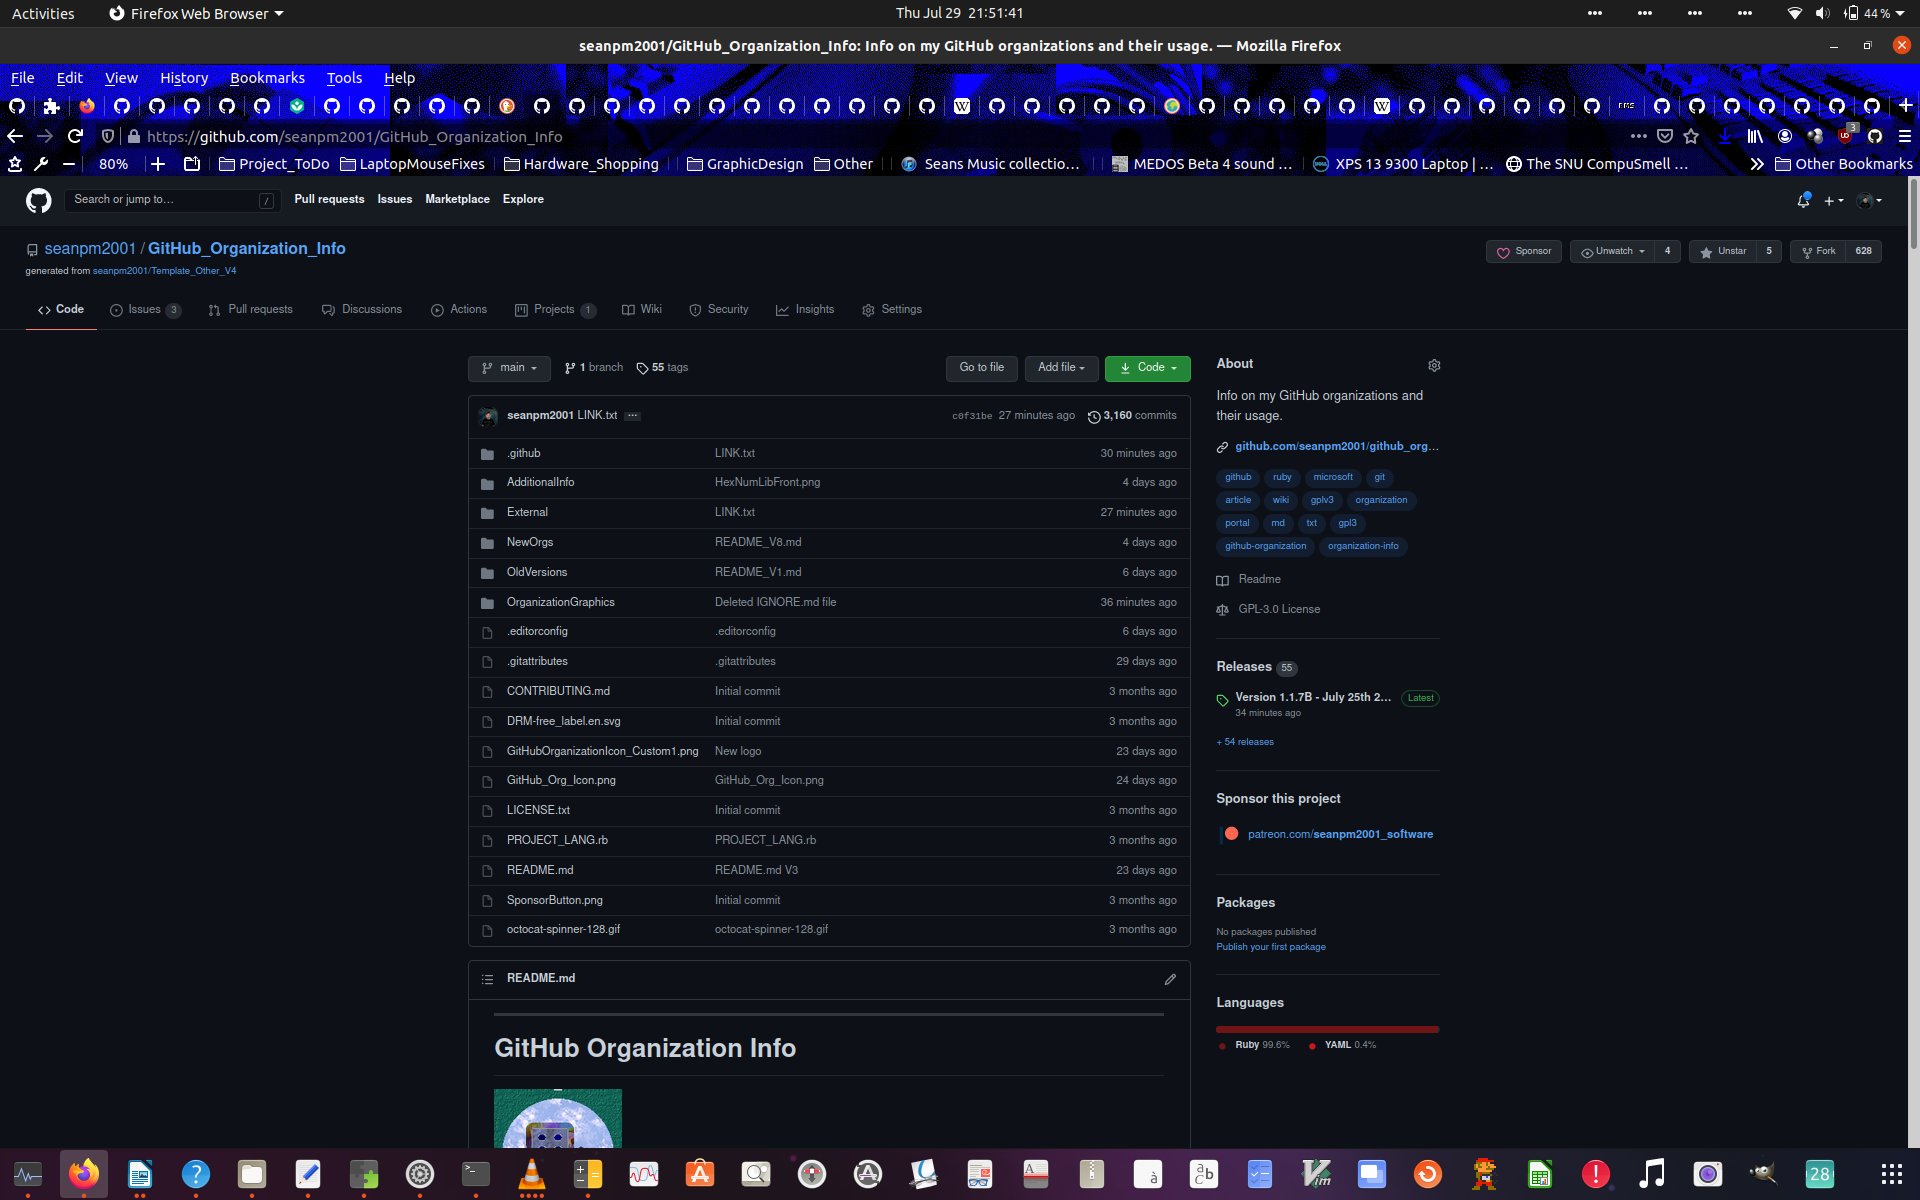 Activities Firefox Web Browser Thu Jul 29 21:51:41 44 %
seanpm2001/GitHub_Organization_Info: Info on my GitHub organizations and their usage. — Mozilla Firefox
File Edit View History Bookmarks Tools Help
https://github.com/seanpm2001/GitHub_Organization_Info 3
80% Project_ToDo LaptopMouseFixes Hardware_Shopping GraphicDesign Other Seans Music collectio… MEDOS Beta 4 sound … XPS 13 9300 Laptop | … The SNU CompuSmell … Other Bookmarks
Search or jump to… / Pull requests Issues Marketplace Explore
seanpm2001 / GitHub_Organization_Info Sponsor Unwatch 4 Unstar 5 Fork 628
generated from seanpm2001/Template_Other_V4
Code Issues 3 Pull requests Discussions Actions Projects 1 Wiki Security Insights Settings
main 1 branch 55 tags Go to file Add file Code
seanpm2001 LINK.txt … c0f31be 27 minutes ago 3,160 commits
.github LINK.txt 30 minutes ago
AdditionalInfo HexNumLibFront.png 4 days ago
External LINK.txt 27 minutes ago
NewOrgs README_V8.md 4 days ago
OldVersions README_V1.md 6 days ago
OrganizationGraphics Deleted IGNORE.md file 36 minutes ago
.editorconfig .editorconfig 6 days ago
.gitattributes .gitattributes 29 days ago
CONTRIBUTING.md Initial commit 3 months ago
DRM-free_label.en.svg Initial commit 3 months ago
GitHubOrganizationIcon_Custom1.png New logo 23 days ago
GitHub_Org_Icon.png GitHub_Org_Icon.png 24 days ago
LICENSE.txt Initial commit 3 months ago
PROJECT_LANG.rb PROJECT_LANG.rb 3 months ago
README.md README.md V3 23 days ago
SponsorButton.png Initial commit 3 months ago
octocat-spinner-128.gif octocat-spinner-128.gif 3 months ago
README.md
GitHub Organization Info
About
Info on my GitHub organizations and
their usage.
github.com/seanpm2001/github_org…
github ruby microsoft git
article wiki gplv3 organization
portal md txt gpl3
github-organization organization-info
Readme
GPL-3.0 License
Releases 55
Version 1.1.7B - July 25th 2… Latest
34 minutes ago
+ 54 releases
Sponsor this project
patreon.com/seanpm2001_software
Packages
No packages published
Publish your first package
Languages
Ruby 99.6% YAML 0.4%
28